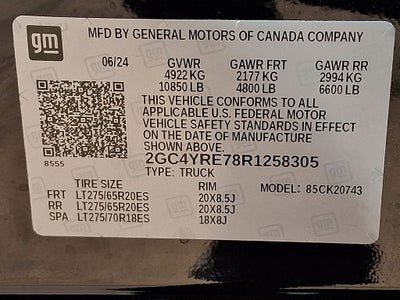 gm
MFD BY GENERAL MOTORS OF CANADA COMPANY
06/24 GVWR GAWR FRT GAWR RR
4922 KG 2177 KG 2994 KG
10850 LB 4800 LB 6600 LB
THIS VEHICLE CONFORMS TO ALL
APPLICABLE U.S. FEDERAL MOTOR
VEHICLE SAFETY STANDARDS IN EFFECT
ON THE DATE OF MANUFACTURE
SHOWN ABOVE.
8555
2GC4YRE78R1258305
TYPE: TRUCK
TIRE SIZE RIM MODEL: 85CK20743
FRT LT275/65R20ES 20X8.5J
RR LT275/65R20ES 20X8.5J
SPA LT275/70R18ES 18X8J